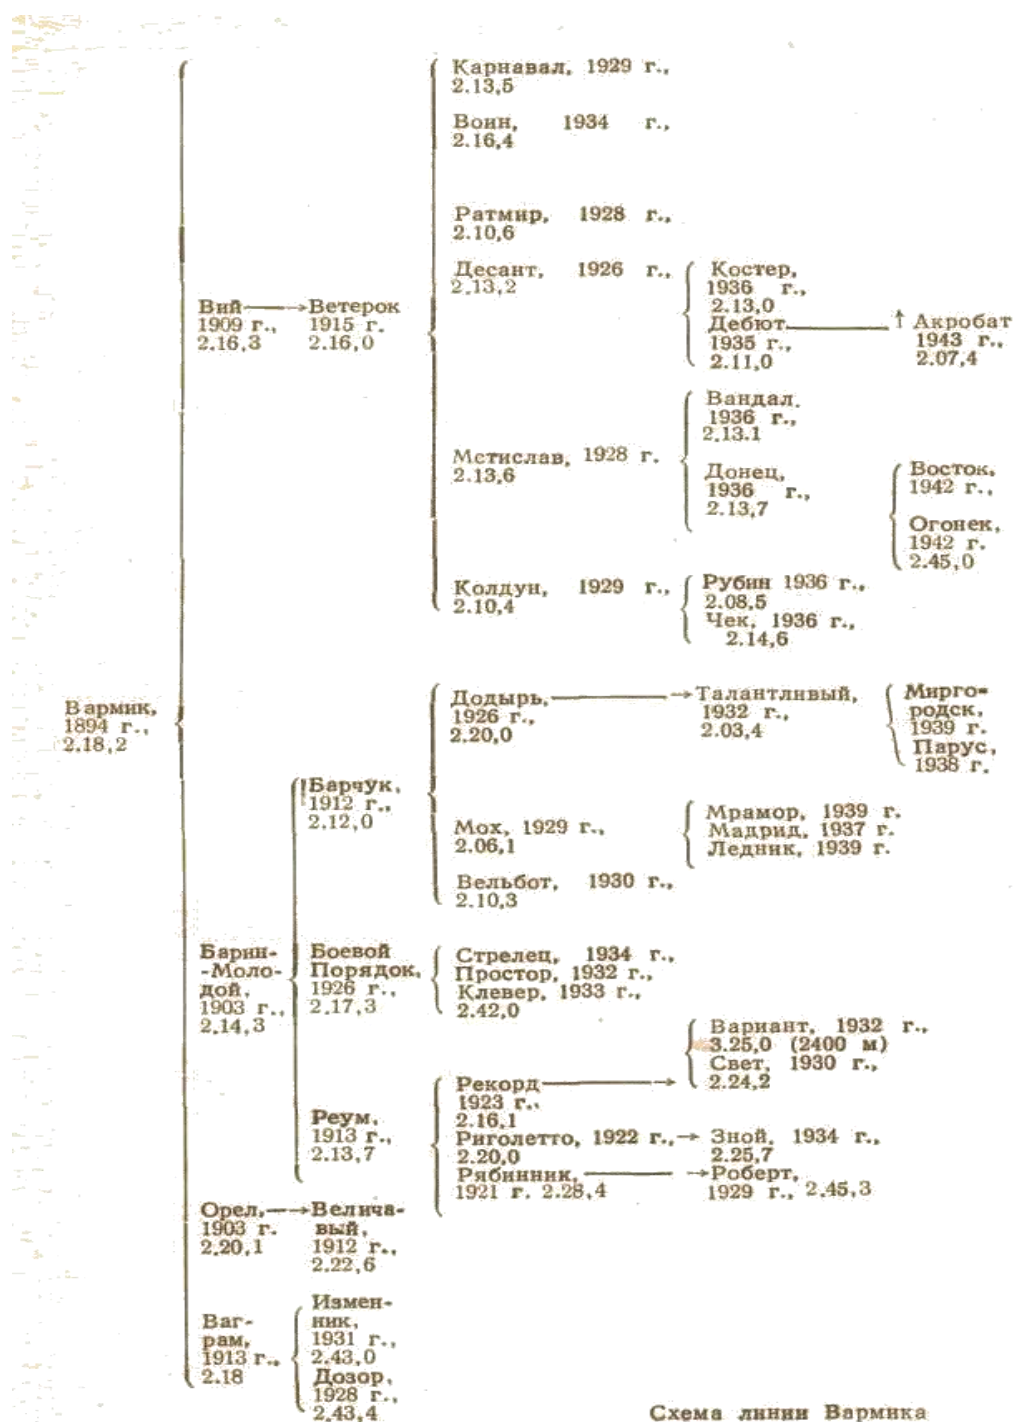 Карнавал, 1929 г.,
2.13,5
Воин, 1934 г.,
2.16,4
Ратмир, 1928 г.,
2.10,6
Десант, 1926 г.,
2.13,2
Костер,
1936 г.,
2.13,0
Дебют
1935 г.,
2.11,0
↑ Акробат
1943 г.,
2.07,4
Вий → Ветерок
1909 г., 1915 г.
2.16,3 2.16,0
Вандал.
1936 г.,
2.13.1
Мстислав, 1928 г.
2.13,6
Донец,
1936 г.,
2.13,7
Восток,
1942 г.,
Огонек,
1942 г.
2.45,0
Колдун, 1929 г.,
2.10,4
Рубин 1936 г.,
2.08,5
Чек, 1936 г.,
2.14,6
Вармик,
1894 г.,
2.18,2
Додырь, → Талантливый,
1926 г., 1932 г.,
2.20,0 2.03,4
Мирго-
родск,
1939 г.
Парус,
1938 г.
Барчук,
1912 г.,
2.12,0
Мох, 1929 г.,
2.06,1
Мрамор, 1939 г.
Мадрид, 1937 г.
Ледник, 1939 г.
Вельбот, 1930 г.,
2.10,3
Барин-
-Моло-
дой,
1903 г.,
2.14,3
Боевой
Порядок,
1926 г.,
2.17,3
Стрелец, 1934 г.,
Простор, 1932 г.,
Клевер, 1933 г.,
2.42,0
Вариант, 1932 г.,
3.25,0 (2400 м)
Свет, 1930 г.,
2.24,2
Рекорд →
1923 г.,
2.16,1
Реум,
1913 г.,
2.13,7
Риголетто, 1922 г., → Зной, 1934 г.,
2.20,0 2.25,7
Рябинник, → Роберт,
1921 г. 2.28,4 1929 г., 2.45,3
Орел, → Велича-
1903 г. вый,
2.20,1 1912 г.,
2.22,6
Ваг-
рам,
1913 г.,
2.18
Измен-
ник,
1931 г.,
2.43,0
Дозор,
1928 г.,
2,43,4
Схема линии Вармика